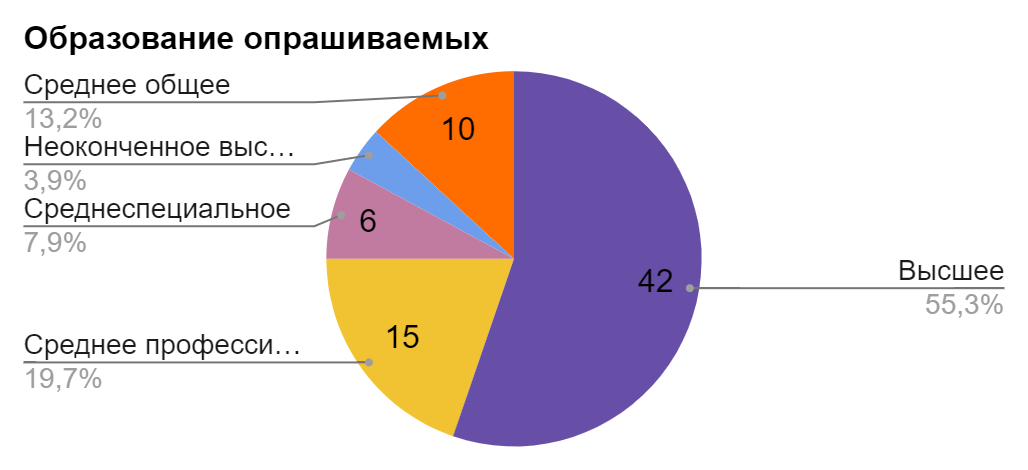 Образование опрашиваемых
Среднее общее
13,2%
Неоконченное выс…
3,9%
Среднеспециальное
7,9%
Среднее професси…
19,7%
Высшее
55,3%
10
6
15
42